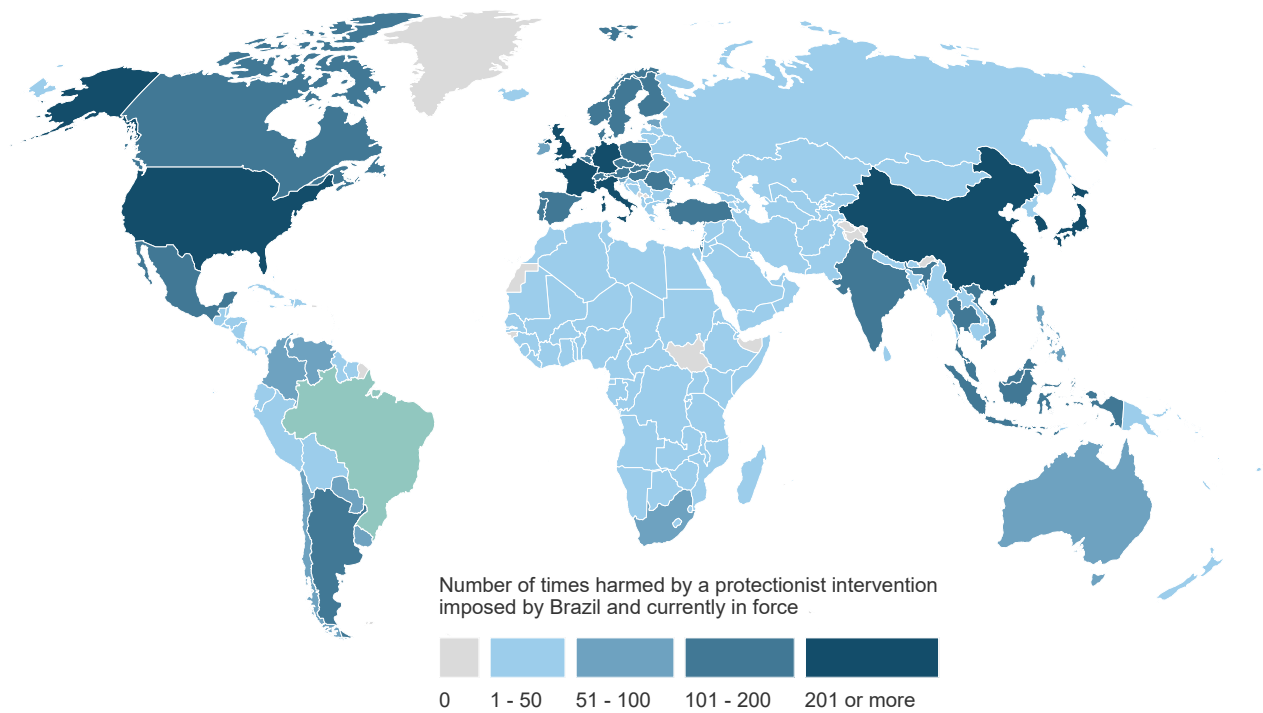 Number of times harmed by a protectionist intervention
imposed by Brazil and currently in force
0
1 - 50
51 - 100
101 - 200
201 or more